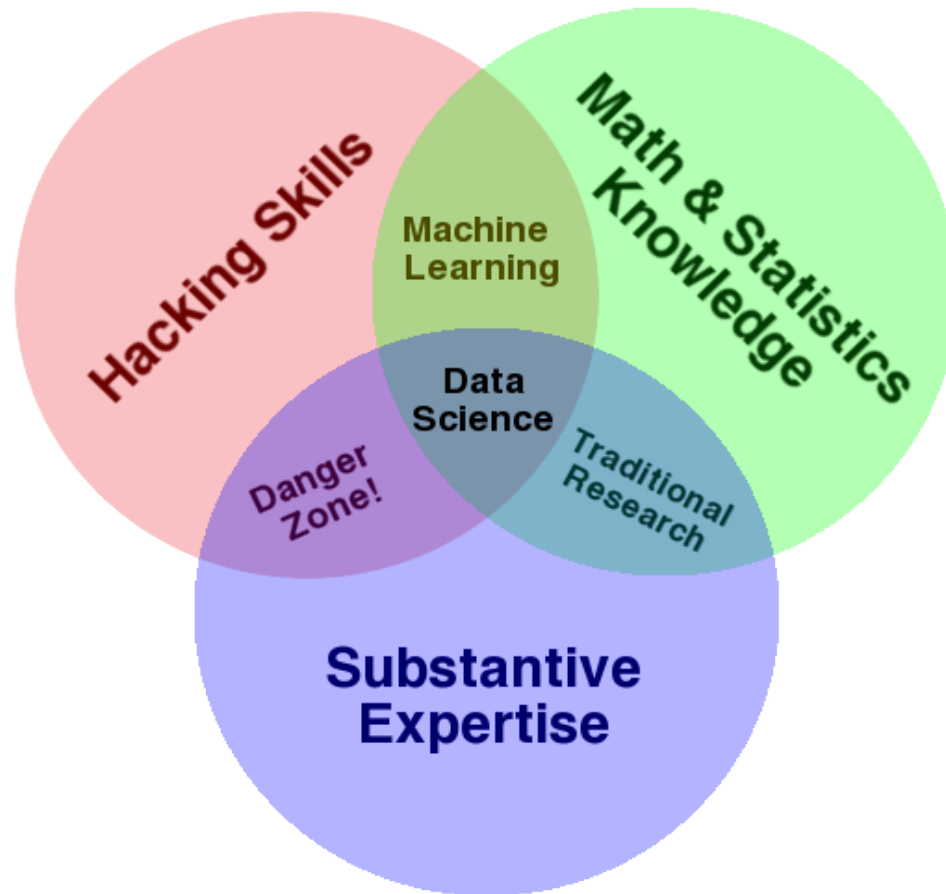 Hacking Skills
Math & Statistics
Knowledge
Machine
Learning
Data
Science
Danger
Zone!
Traditional
Research
Substantive
Expertise